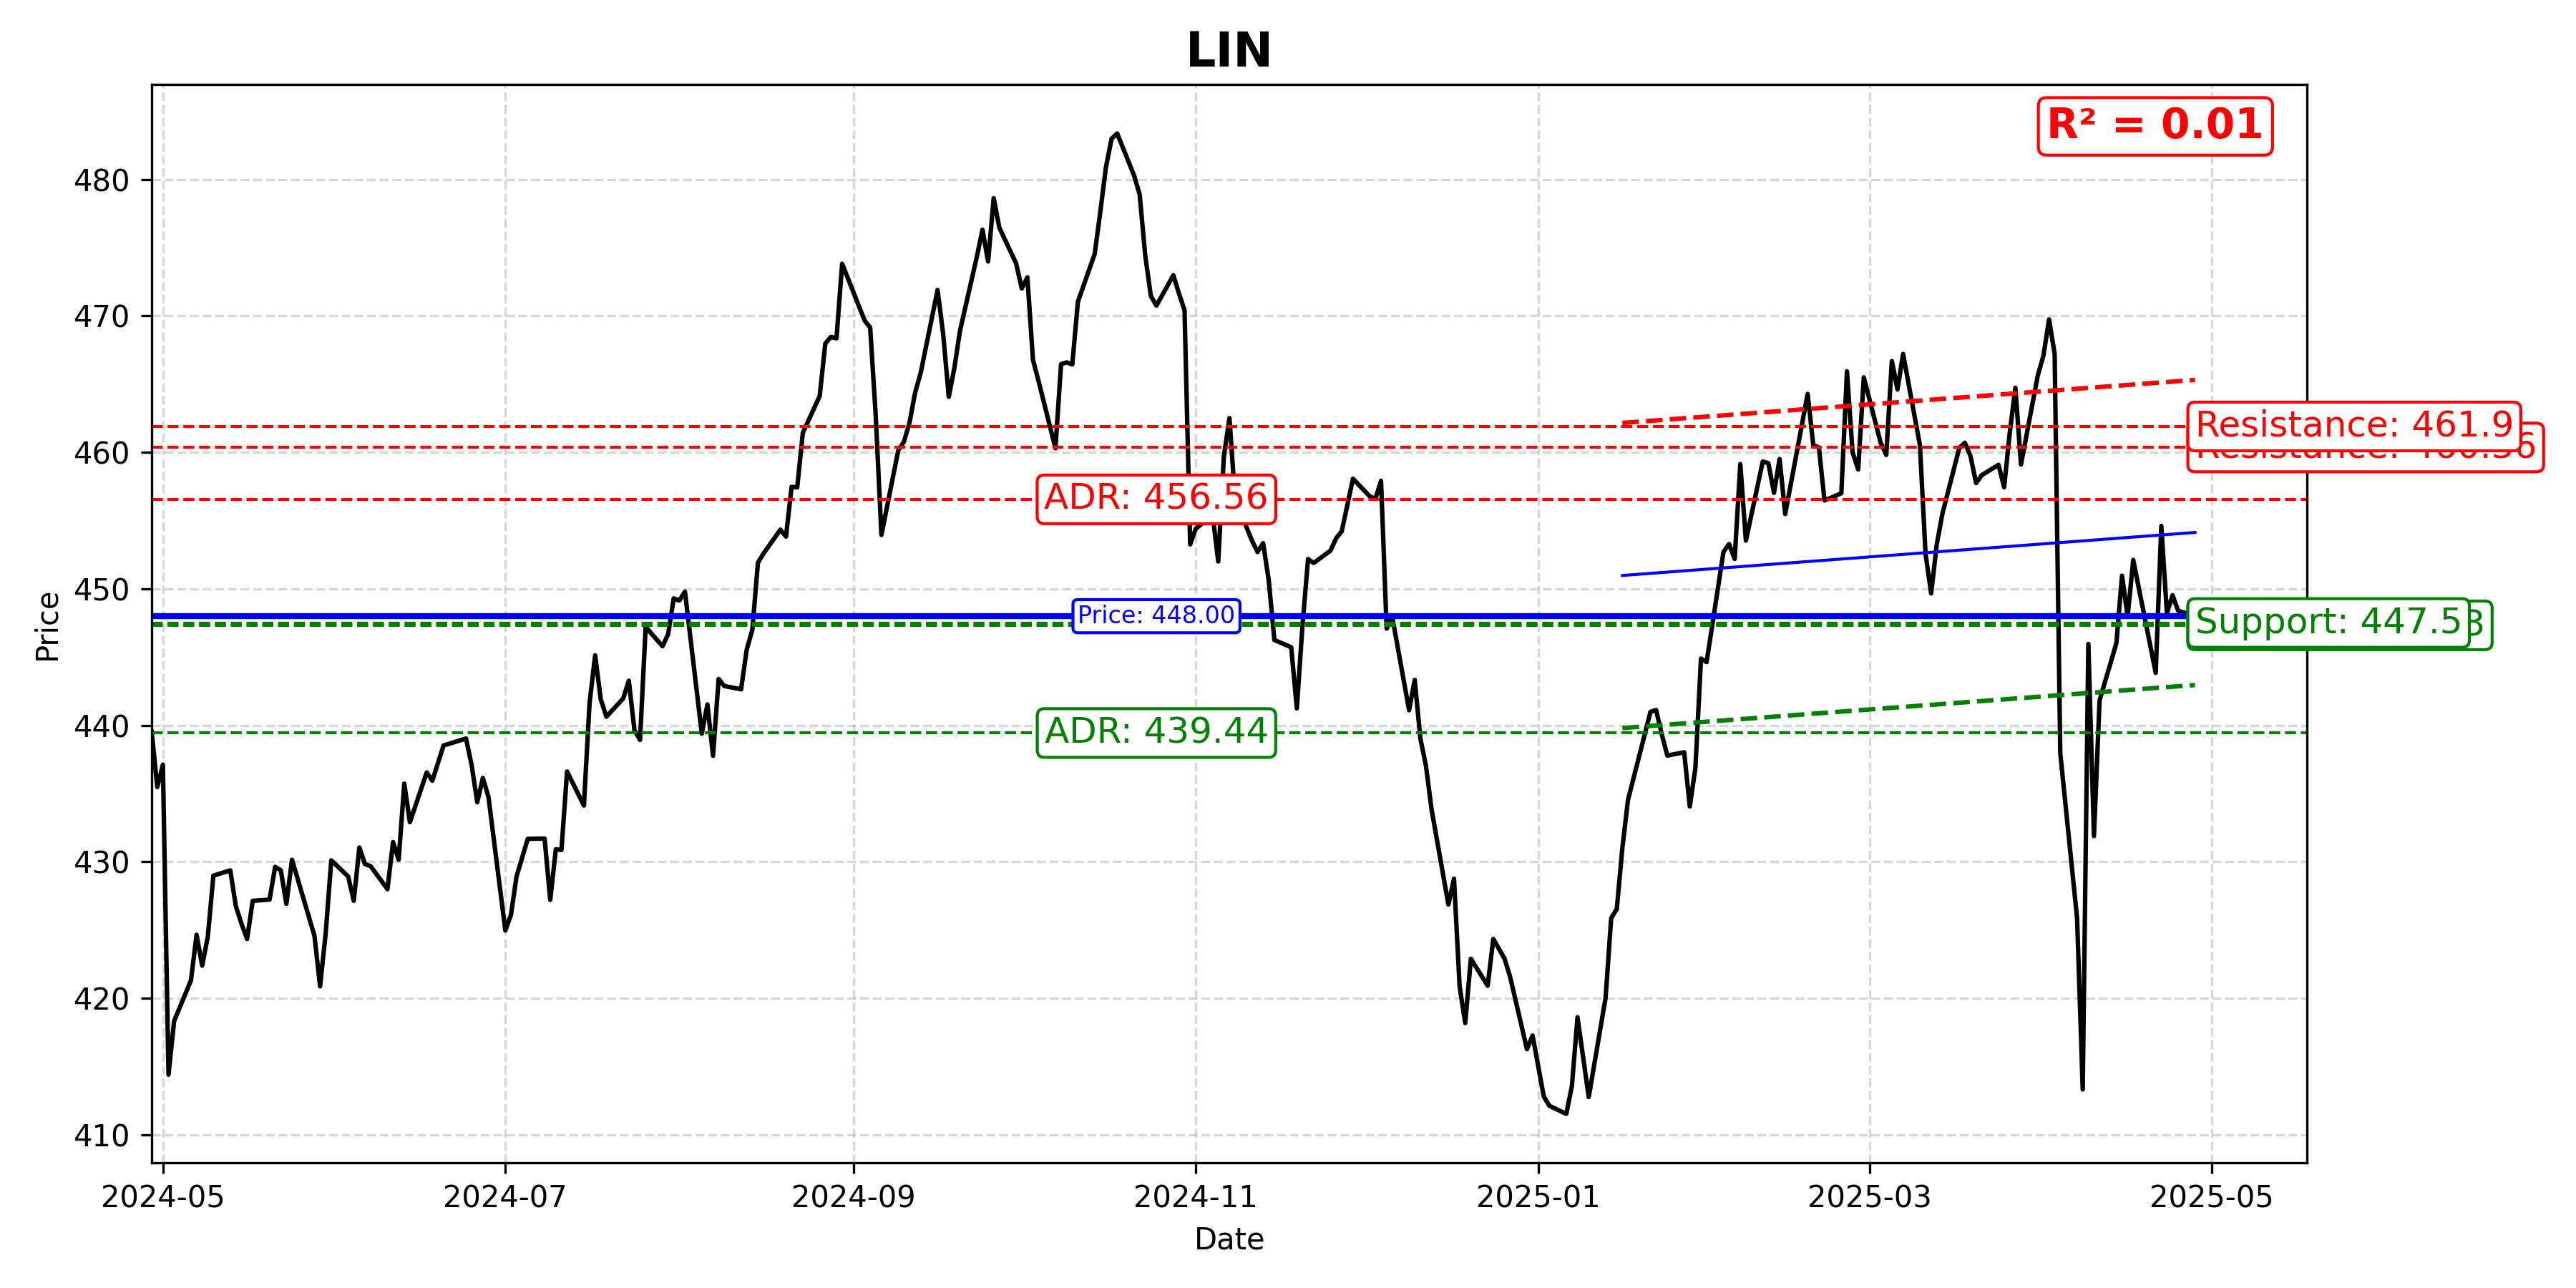 LIN
R² = 0.01
480
470
460
450
440
430
420
410
Price
Resistance: 461.9
ADR: 456.56
Price: 448.00
Support: 447.5
ADR: 439.44
2024-05
2024-07
2024-09
2024-11
2025-01
2025-03
2025-05
Date